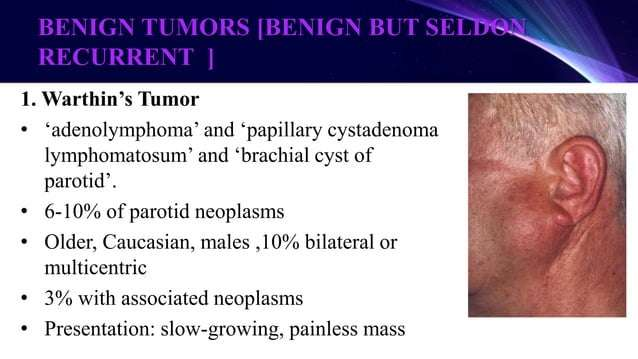 BENIGN TUMORS [BENIGN BUT SELDON
RECURRENT ]
1. Warthin’s Tumor
• ‘adenolymphoma’ and ‘papillary cystadenoma
lymphomatosum’ and ‘brachial cyst of
parotid’.
• 6-10% of parotid neoplasms
• Older, Caucasian, males ,10% bilateral or
multicentric
• 3% with associated neoplasms
• Presentation: slow-growing, painless mass